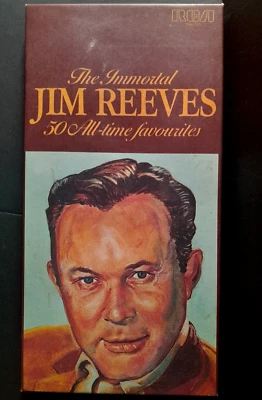 RCA
The Immortal
JIM REEVES
50 All-time favourites